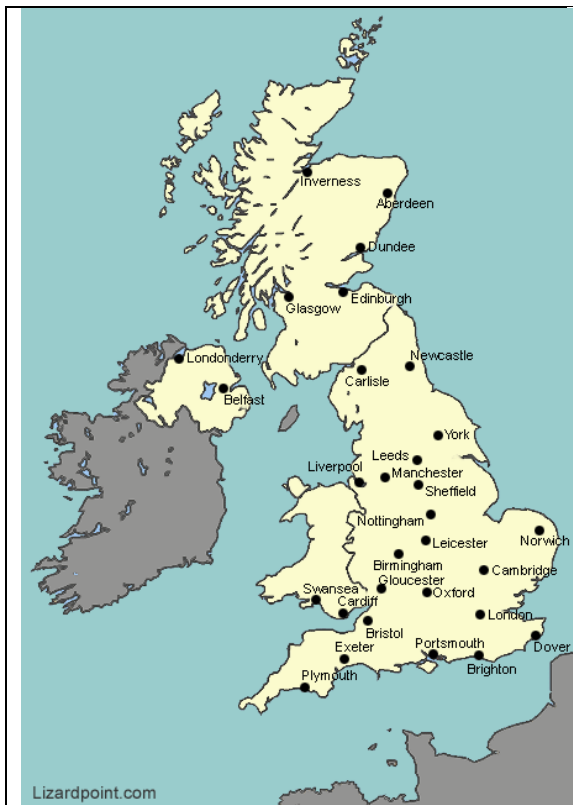 Inverness
Aberdeen
Dundee
Edinburgh
Glasgow
Londonderry
Newcastle
Carlisle
Belfast
York
Leeds
Liverpool
Manchester
Sheffield
Nottingham
Norwich
Leicester
Birmingham
Cambridge
Gloucester
Swansea
Oxford
Cardiff
London
Bristol
Dover
Portsmouth
Exeter
Brighton
Plymouth
Lizardpoint.com